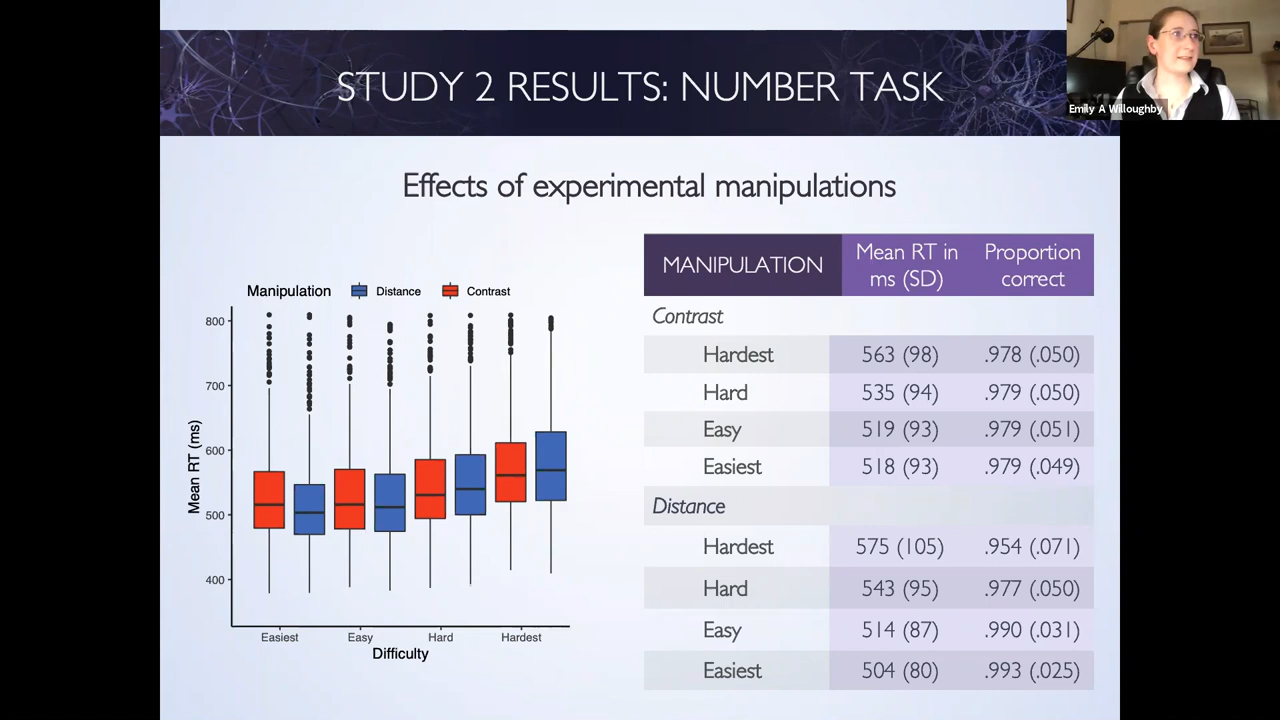 STUDY 2 RESULTS: NUMBER TASK
Emily A Willoughby
Effects of experimental manipulations
Manipulation Distance Contrast
Mean RT (ms)
800
700
600
500
400
Easiest Easy Hard Hardest
Difficulty
MANIPULATION Mean RT in ms (SD) Proportion correct
Contrast
Hardest 563 (98) .978 (.050)
Hard 535 (94) .979 (.050)
Easy 519 (93) .979 (.051)
Easiest 518 (93) .979 (.049)
Distance
Hardest 575 (105) .954 (.071)
Hard 543 (95) .977 (.050)
Easy 514 (87) .990 (.031)
Easiest 504 (80) .993 (.025)